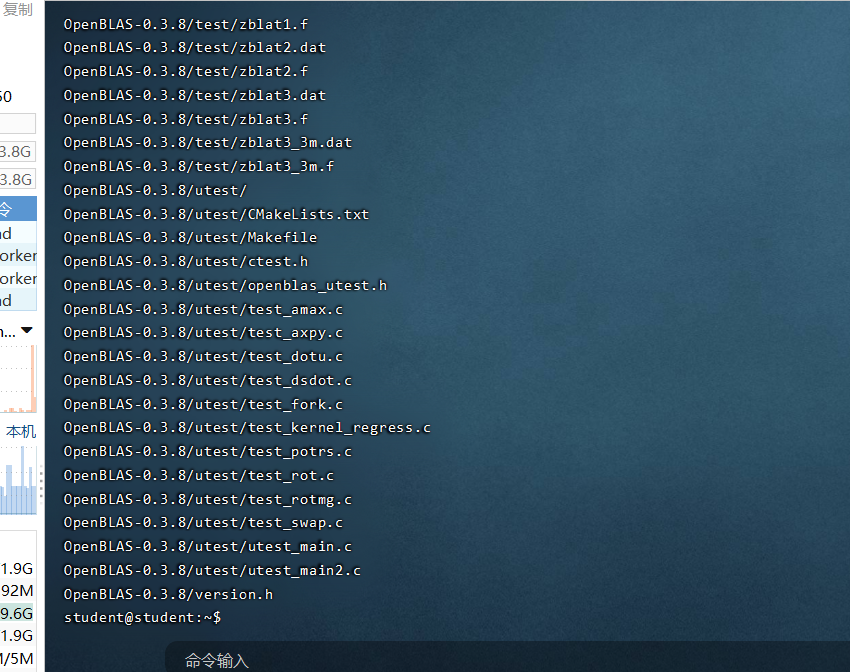 复制
OpenBLAS-0.3.8/test/zblat1.f
OpenBLAS-0.3.8/test/zblat2.dat
OpenBLAS-0.3.8/test/zblat2.f
OpenBLAS-0.3.8/test/zblat3.dat
OpenBLAS-0.3.8/test/zblat3.f
OpenBLAS-0.3.8/test/zblat3_3m.dat
OpenBLAS-0.3.8/test/zblat3_3m.f
OpenBLAS-0.3.8/utest/
OpenBLAS-0.3.8/utest/CMakeLists.txt
OpenBLAS-0.3.8/utest/Makefile
OpenBLAS-0.3.8/utest/ctest.h
OpenBLAS-0.3.8/utest/openblas_utest.h
OpenBLAS-0.3.8/utest/test_amax.c
OpenBLAS-0.3.8/utest/test_axpy.c
OpenBLAS-0.3.8/utest/test_dotu.c
OpenBLAS-0.3.8/utest/test_dsdot.c
OpenBLAS-0.3.8/utest/test_fork.c
OpenBLAS-0.3.8/utest/test_kernel_regress.c
OpenBLAS-0.3.8/utest/test_potrs.c
OpenBLAS-0.3.8/utest/test_rot.c
OpenBLAS-0.3.8/utest/test_rotmg.c
OpenBLAS-0.3.8/utest/test_swap.c
OpenBLAS-0.3.8/utest/utest_main.c
OpenBLAS-0.3.8/utest/utest_main2.c
OpenBLAS-0.3.8/version.h
student@student:~$
命令输入
3.8G
3.8G
令
orker
orker
本机
1.9G
92M
9.6G
1.9G
/5M